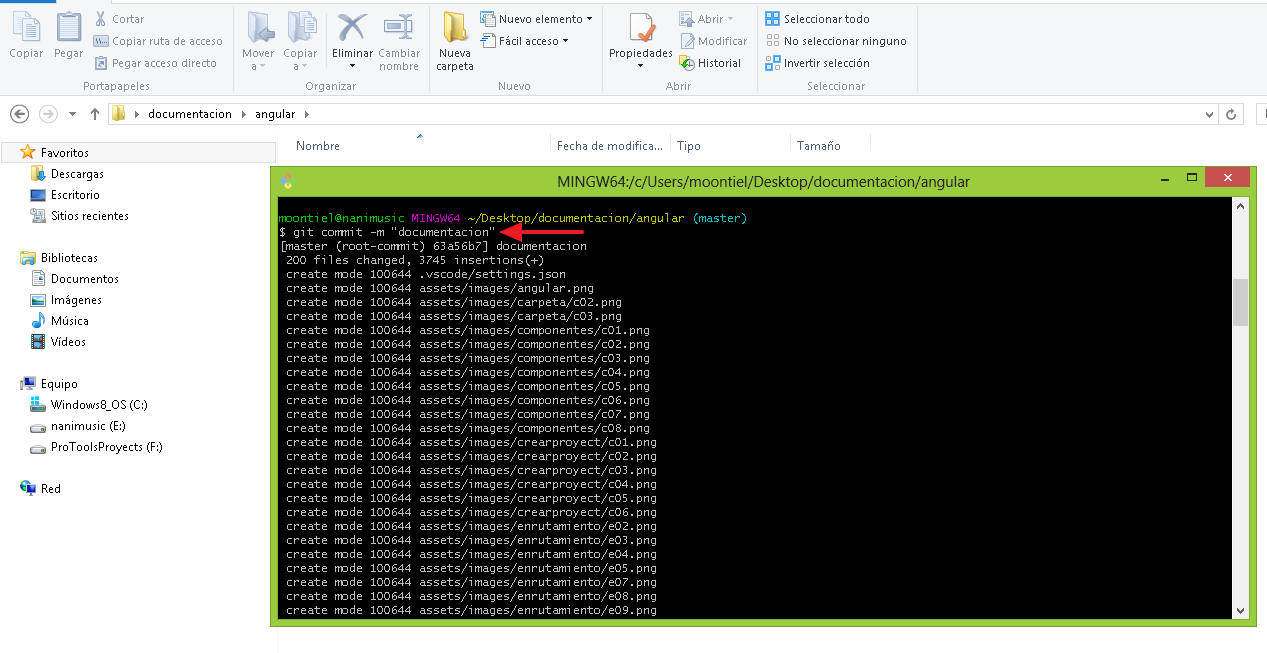 Copiar
Pegar
Cortar
Copiar ruta de acceso
Pegar acceso directo
Portapapeles
Mover a
Copiar a
Eliminar
Cambiar nombre
Organizar
Nueva carpeta
Nuevo elemento
Fácil acceso
Nuevo
Propiedades
Abrir
Modificar
Historial
Abrir
Seleccionar todo
No seleccionar ninguno
Invertir selección
Seleccionar
documentacion
angular
Nombre
Fecha de modifica...
Tipo
Tamaño
Favoritos
Descargas
Escritorio
Sitios recientes
Bibliotecas
Documentos
Imágenes
Música
Vídeos
Equipo
Windows8_OS (C:)
nanimusic (E:)
ProToolsProyects (F:)
Red
MINGW64:/c/Users/moontiel/Desktop/documentacion/angular
moontiel@nanimusic MINGW64 ~/Desktop/documentacion/angular (master)
$ git commit -m "documentacion"
[master (root-commit) 63a56b7] documentacion
200 files changed, 3745 insertions(+)
create mode 100644 .vscode/settings.json
create mode 100644 assets/images/angular.png
create mode 100644 assets/images/carpeta/c02.png
create mode 100644 assets/images/carpeta/c03.png
create mode 100644 assets/images/componentes/c01.png
create mode 100644 assets/images/componentes/c02.png
create mode 100644 assets/images/componentes/c03.png
create mode 100644 assets/images/componentes/c04.png
create mode 100644 assets/images/componentes/c05.png
create mode 100644 assets/images/componentes/c06.png
create mode 100644 assets/images/componentes/c07.png
create mode 100644 assets/images/componentes/c08.png
create mode 100644 assets/images/crearproyect/c01.png
create mode 100644 assets/images/crearproyect/c02.png
create mode 100644 assets/images/crearproyect/c03.png
create mode 100644 assets/images/crearproyect/c04.png
create mode 100644 assets/images/crearproyect/c05.png
create mode 100644 assets/images/crearproyect/c06.png
create mode 100644 assets/images/enrutamiento/e02.png
create mode 100644 assets/images/enrutamiento/e03.png
create mode 100644 assets/images/enrutamiento/e04.png
create mode 100644 assets/images/enrutamiento/e05.png
create mode 100644 assets/images/enrutamiento/e07.png
create mode 100644 assets/images/enrutamiento/e08.png
create mode 100644 assets/images/enrutamiento/e09.png